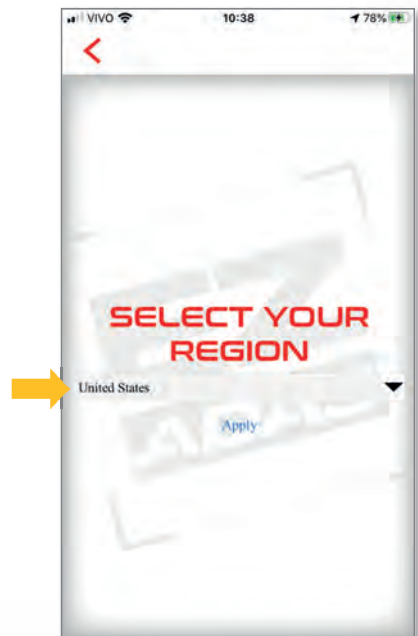 VIVO 10:38 78%
SELECT YOUR
REGION
United States
Apply